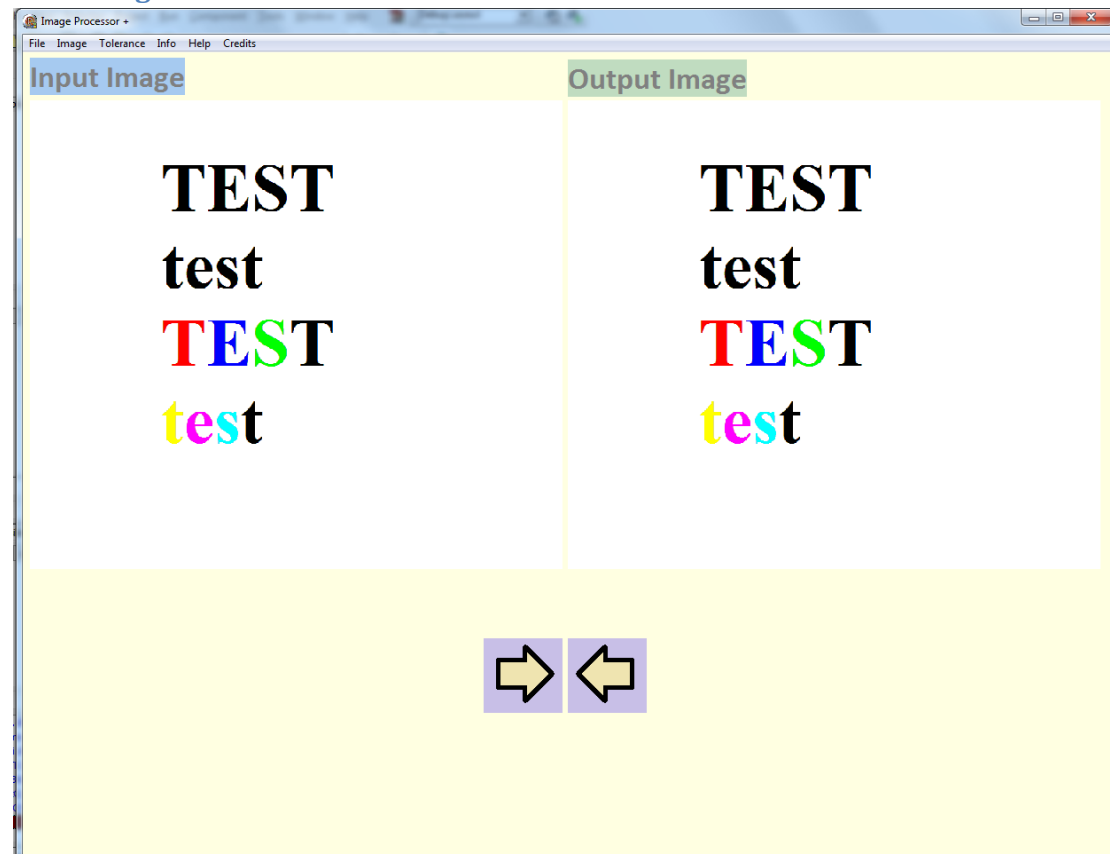 Image Processor +
File Image Tolerance Info Help Credits
Input Image
Output Image
TEST
test
TEST
test
TEST
test
TEST
test